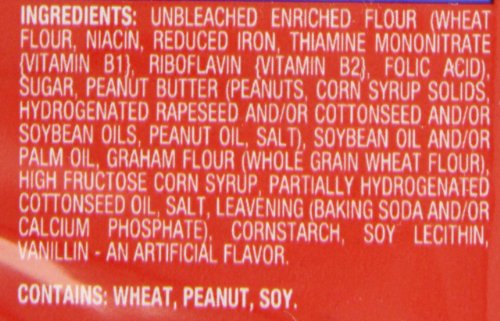 INGREDIENTS: UNBLEACHED ENRICHED FLOUR (WHEAT
FLOUR, NIACIN, REDUCED IRON, THIAMINE MONONITRATE
{VITAMIN B1}, RIBOFLAVIN {VITAMIN B2}, FOLIC ACID),
SUGAR, PEANUT BUTTER (PEANUTS, CORN SYRUP SOLIDS,
HYDROGENATED RAPESEED AND/OR COTTONSEED AND/OR
SOYBEAN OILS, PEANUT OIL, SALT), SOYBEAN OIL AND/OR
PALM OIL, GRAHAM FLOUR (WHOLE GRAIN WHEAT FLOUR),
HIGH FRUCTOSE CORN SYRUP, PARTIALLY HYDROGENATED
COTTONSEED OIL, SALT, LEAVENING (BAKING SODA AND/OR
CALCIUM PHOSPHATE), CORNSTARCH, SOY LECITHIN,
VANILLIN - AN ARTIFICIAL FLAVOR.
CONTAINS: WHEAT, PEANUT, SOY.